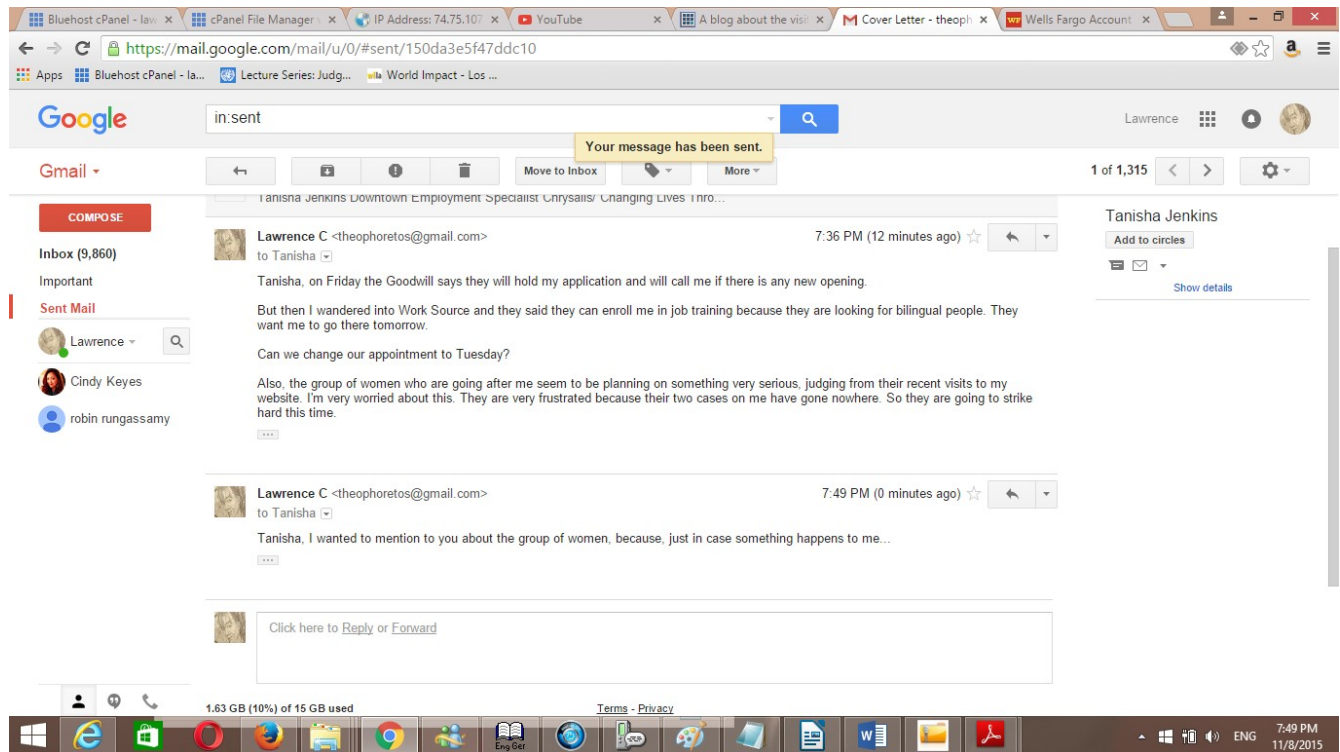 Bluehost cPanel - law
cPanel File Manager v
IP Address: 74.75.107
YouTube
A blog about the visi
Cover Letter - theoph
Wells Fargo Account
https://mail.google.com/mail/u/0/#sent/150da3e5f47ddc10
Apps Bluehost cPanel - la... Lecture Series: Judg... World Impact - Los ...
Google
in:sent
Lawrence
Your message has been sent.
Gmail
Move to Inbox
More
1 of 1,315
COMPOSE
Inbox (9,860)
Important
Sent Mail
Lawrence
Cindy Keyes
robin rungassamy
Tanisha Jenkins Downtown Employment Specialist Chrysalis/ Changing Lives Thro...
Lawrence C <theophoretos@gmail.com>
7:36 PM (12 minutes ago)
to Tanisha
Tanisha, on Friday the Goodwill says they will hold my application and will call me if there is any new opening.
But then I wandered into Work Source and they said they can enroll me in job training because they are looking for bilingual people. They
want me to go there tomorrow.
Can we change our appointment to Tuesday?
Also, the group of women who are going after me seem to be planning on something very serious, judging from their recent visits to my
website. I'm very worried about this. They are very frustrated because their two cases on me have gone nowhere. So they are going to strike
hard this time.
Lawrence C <theophoretos@gmail.com>
7:49 PM (0 minutes ago)
to Tanisha
Tanisha, I wanted to mention to you about the group of women, because, just in case something happens to me...
Click here to Reply or Forward
Tanisha Jenkins
Add to circles
Show details
1.63 GB (10%) of 15 GB used
Terms - Privacy
Eng Ger
ENG
7:49 PM
11/8/2015